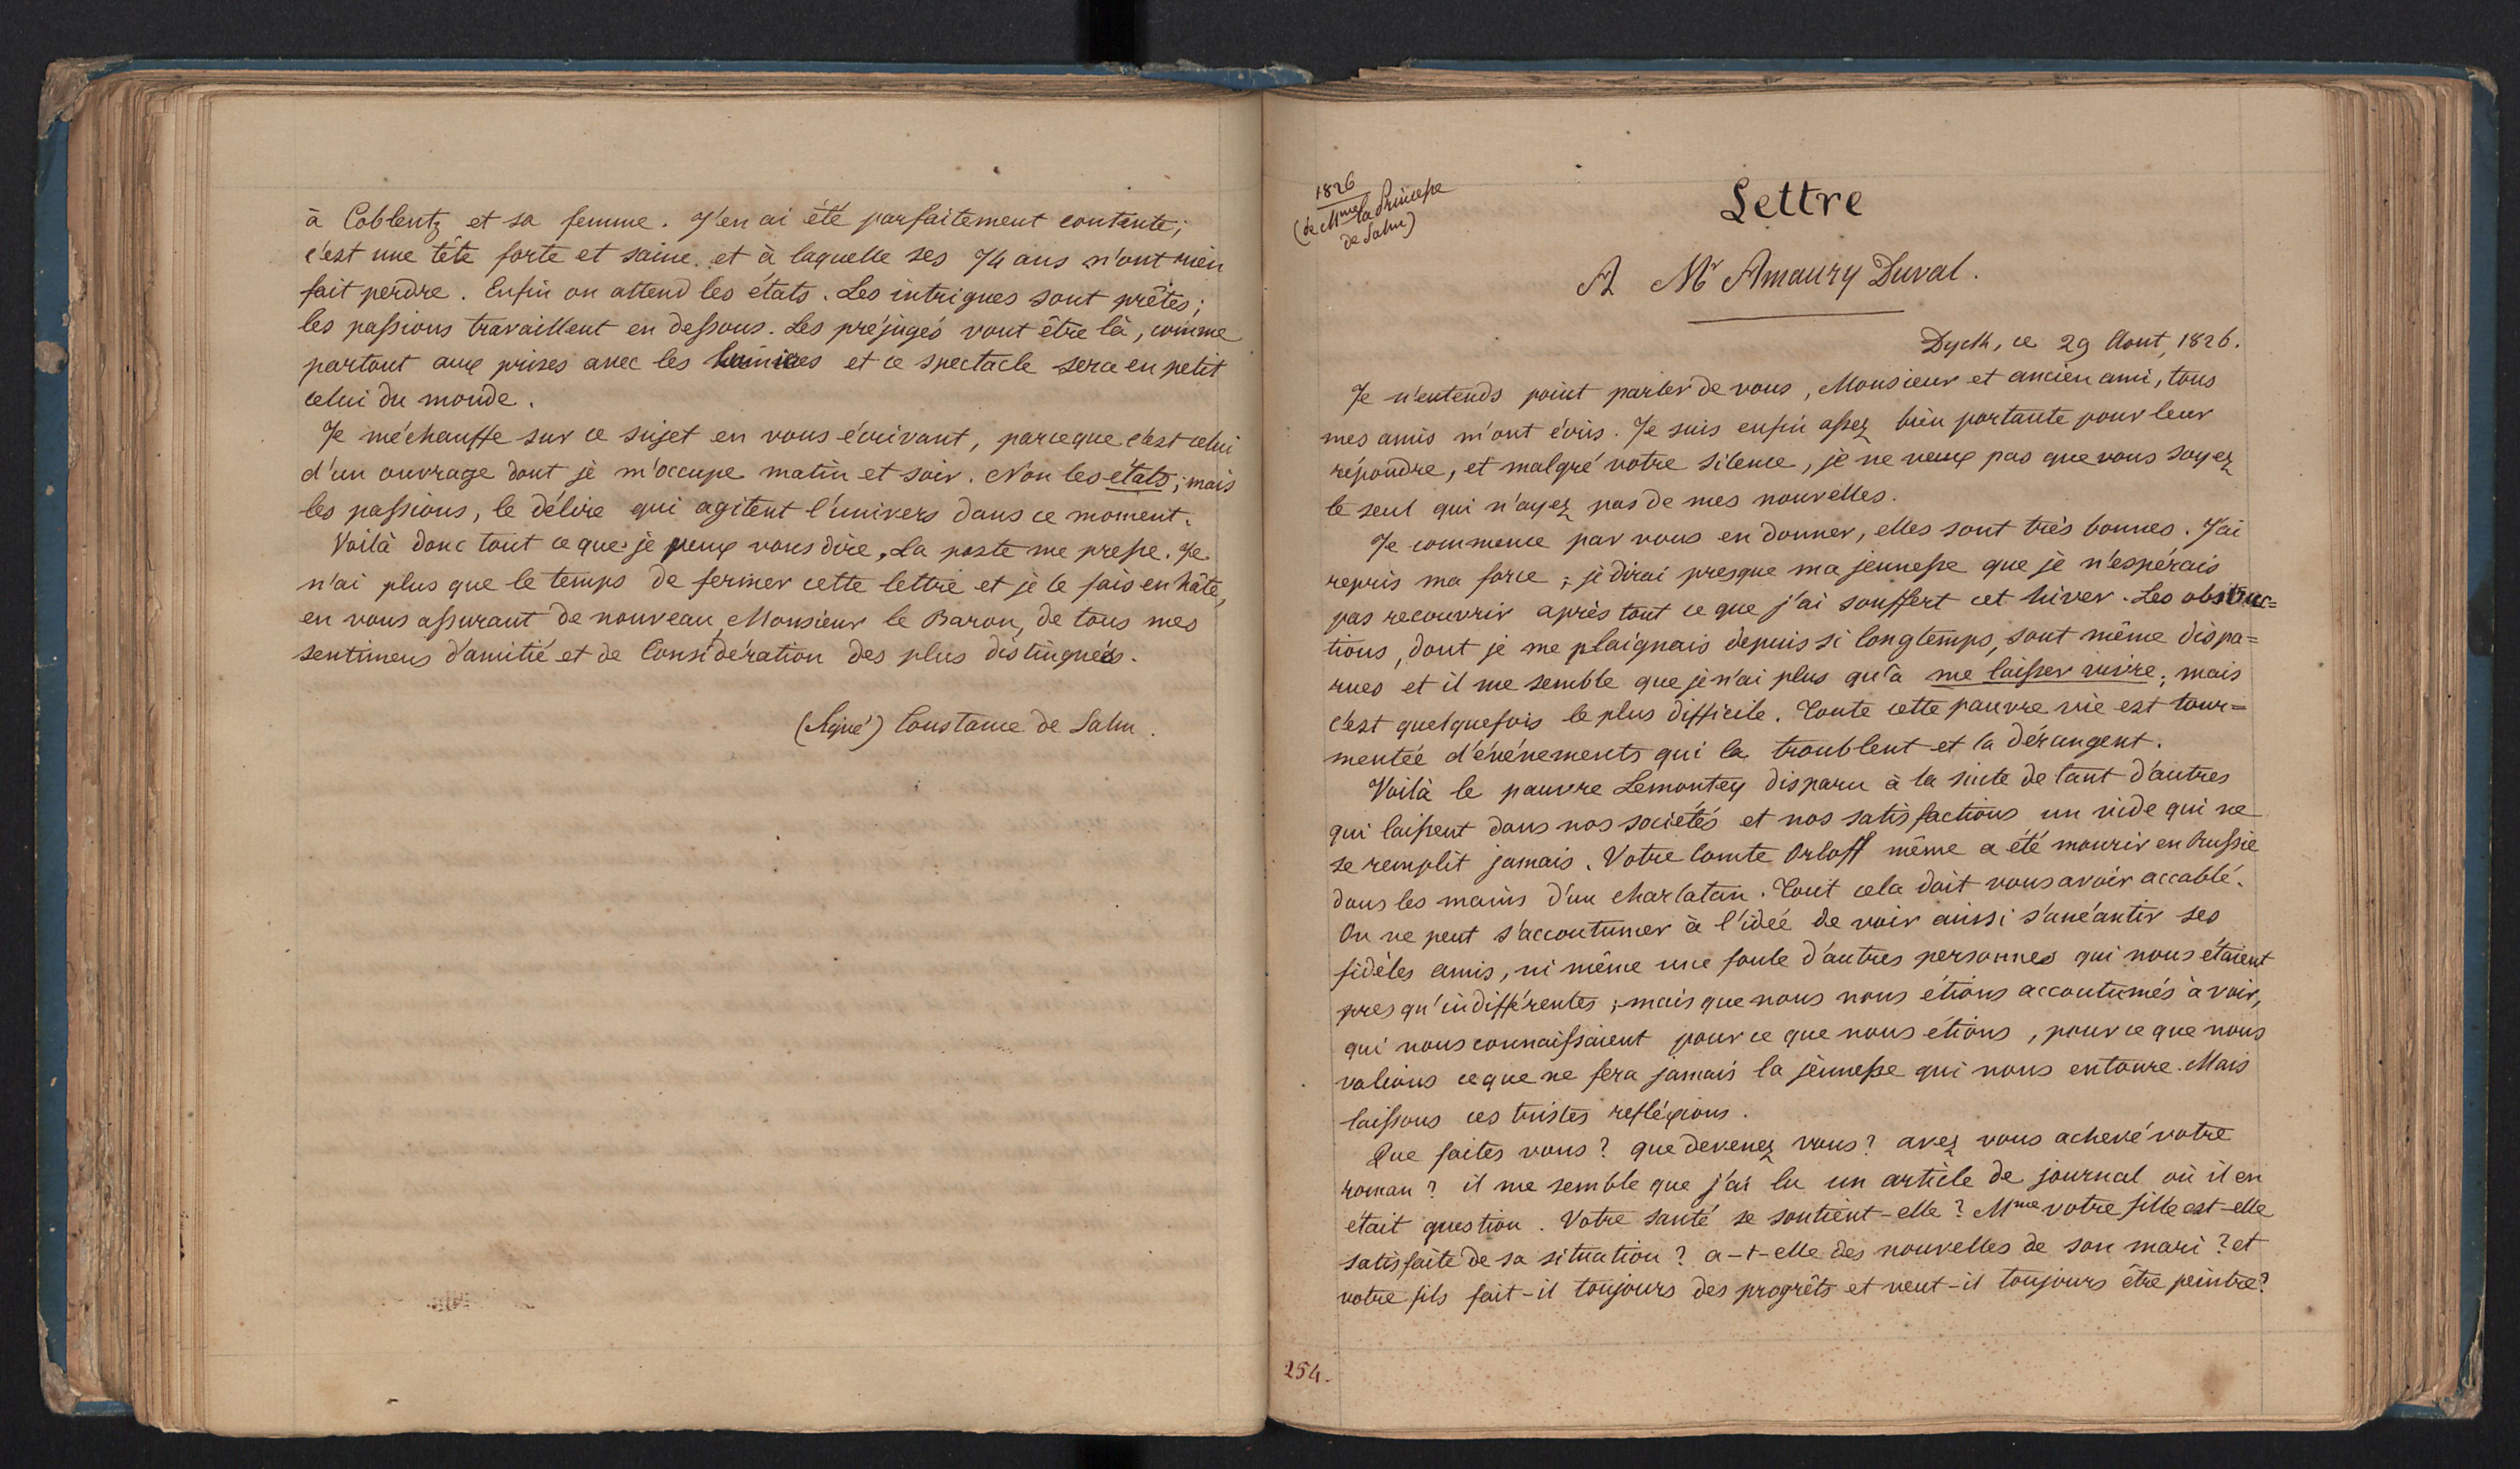 à Coblentz et sa femme. J'en ai été parfaitement contente;
c'est une tête forte et saine et à laquelle ses 74 ans n'ont rien
fait perdre. Enfin on attend les états. Les intrigues sont prêtes;
les passions travaillent en dessous. Les préjugés vont être là, comme
partout aux prises avec les lumières et ce spectacle sera en petit
celui du monde.
Je m'échauffe sur ce sujet en vous écrivant, parceque c'est celui
d'un ouvrage dont je m'occupe matin et soir. Non les états; mais
les passions, le délire qui agitent l'univers dans ce moment.
Voilà donc tout ce que je peux vous dire. La poste me presse. Je
n'ai plus que le temps de fermer cette lettre et je le fais en hâte,
en vous assurant de nouveau, Monsieur le Baron, de tous mes
sentimens d'amitié et de Considération des plus distingués.
(Signé) Constance de Salm.
1826
(de Mme la Princesse
de Salm)
Lettre
A Mr Amaury Duval.
Dyck, ce 29 Aout, 1826.
Je n'entends point parler de vous, Monsieur et ancien ami, tous
mes amis m'ont écris. Je suis enfin assez bien portante pour leur
répondre, et malgré votre silence, je ne veux pas que vous soyez
le seul qui n'ayez pas de mes nouvelles.
Je commence par vous en donner, elles sont très bonnes. J'ai
repris ma force; je dirai presque ma jeunesse que je n'espérais
pas recouvrir après tout ce que j'ai souffert cet hiver. Les obstruc=
tions, dont je me plaignais depuis si longtemps, sont même dispa=
rues et il me semble que je n'ai plus qu'à me laisser vivre; mais
c'est quelquefois le plus difficile. Toute cette pauvre vie est tour=
mentée d'événements qui la troublent et la dérangent.
Voilà le pauvre Lemontey disparu à la suite de tant d'autres
qui laissent dans nos sociétés et nos satisfactions un vide qui ne
se remplit jamais. Votre Comte Orloff même a été mourir en Russie
dans les mains d'un charlatan. Tout cela doit vous avoir accablé.
On ne peut s'accoutumer à l'idée de voir ainsi s'anéantir ses
fidèles amis, ni même une foule d'autres personnes qui nous étaient
presqu'indifférentes; mais que nous nous étions accoutumés à voir,
qui nous connaissaient pour ce que nous étions, pour ce que nous
valions ce que ne fera jamais la jeunesse qui nous entoure. Mais
laissons ces tristes refléxions.
Que faites vous? que devenez vous? avez vous achevé votre
roman? il me semble que j'ai lu un article de journal où il en
était question. Votre santé se soutient-elle? Mme votre fille est-elle
satisfaite de sa situation? a-t-elle des nouvelles de son mari? et
votre fils fait-il toujours des progrêts et veut-il toujours être peintre?
254.